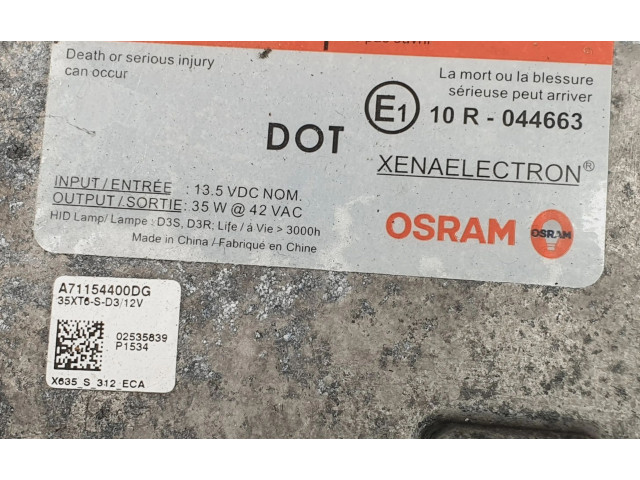 Death or serious injury
can occur
La mort ou la blessure
sérieuse peut arriver
E1
10 R - 044663
DOT
XENAELECTRON®
INPUT/ENTRÉE : 13.5 VDC NOM.
OUTPUT/SORTIE: 35 W @ 42 VAC
HID Lamp/ Lampe : D3S, D3R; Life / á Vie > 3000h
Made in China / Fabriqué en Chine
OSRAM
OSRAM
A71154400DG
35XT6-S-D3/12V
02535839
P1534
X635_S_312_ECA